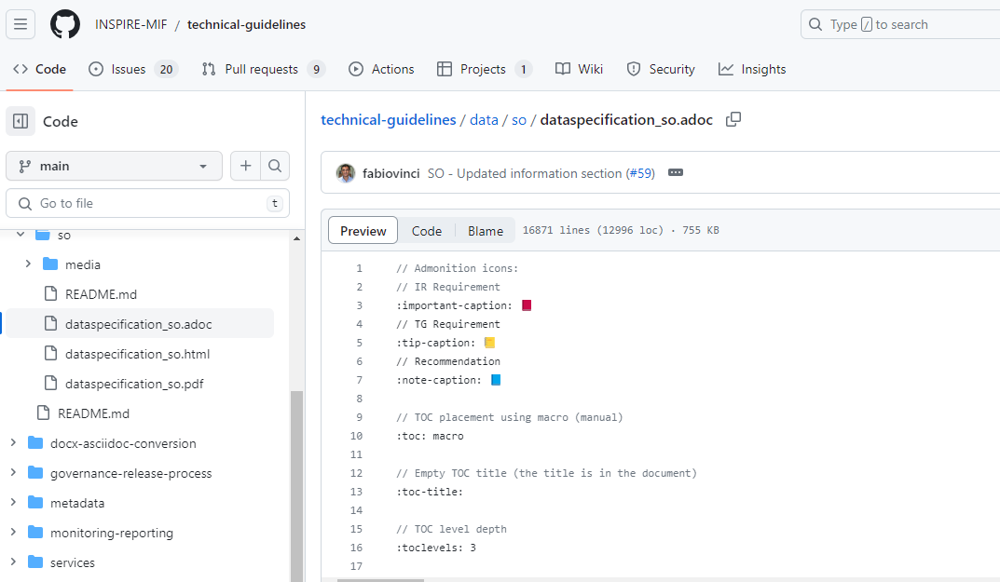 INSPIRE-MIF / technical-guidelines
Type / to search
Code
Issues 20
Pull requests 9
Actions
Projects 1
Wiki
Security
Insights
Code
main
Go to file
t
so
media
README.md
dataspecification_so.adoc
dataspecification_so.html
dataspecification_so.pdf
README.md
docx-asciidoc-conversion
governance-release-process
metadata
monitoring-reporting
services
technical-guidelines / data / so / dataspecification_so.adoc
fabiovinci SO - Updated information section (#59)
Preview Code Blame 16871 lines (12996 loc) · 755 KB
1 // Admonition icons:
2 // IR Requirement
3 :important-caption: 📕
4 // TG Requirement
5 :tip-caption: 📒
6 // Recommendation
7 :note-caption: 📘
8
9 // TOC placement using macro (manual)
10 :toc: macro
11
12 // Empty TOC title (the title is in the document)
13 :toc-title:
14
15 // TOC level depth
16 :toclevels: 3
17